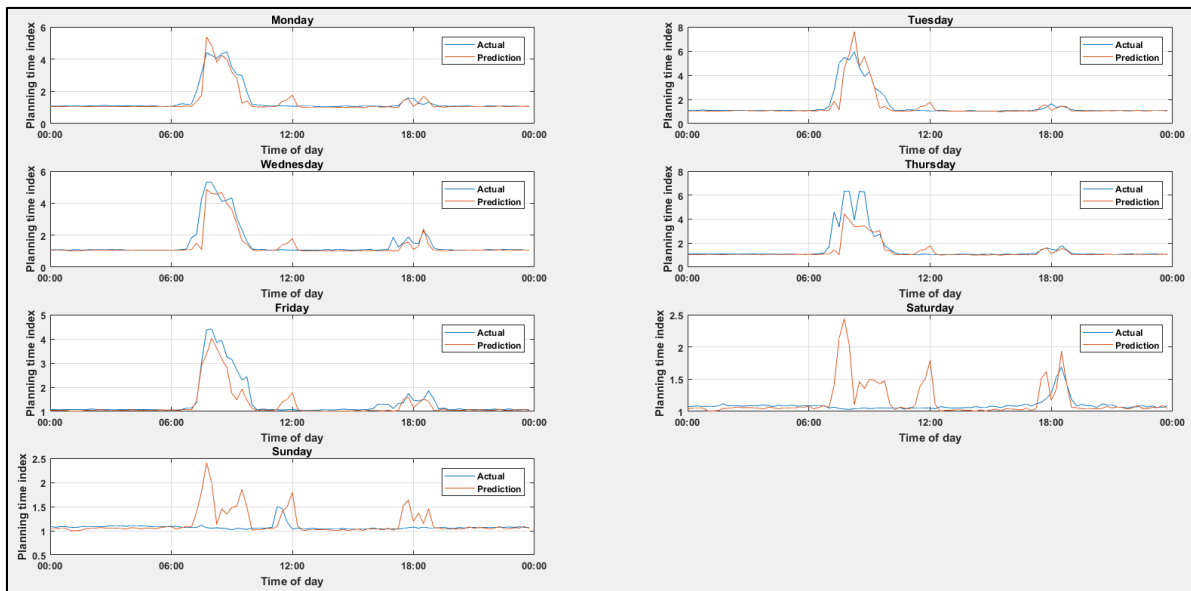 Monday
Planning time index
6
4
2
0
00:00 06:00 12:00 18:00 00:00
Time of day
Actual
Prediction
Tuesday
Planning time index
8
6
4
2
0
00:00 06:00 12:00 18:00 00:00
Time of day
Actual
Prediction
Wednesday
Planning time index
6
4
2
0
00:00 06:00 12:00 18:00 00:00
Time of day
Actual
Prediction
Thursday
Planning time index
8
6
4
2
0
00:00 06:00 12:00 18:00 00:00
Time of day
Actual
Prediction
Friday
Planning time index
5
4
3
2
1
00:00 06:00 12:00 18:00 00:00
Time of day
Actual
Prediction
Saturday
Planning time index
2.5
2
1.5
1
00:00 06:00 12:00 18:00 00:00
Time of day
Actual
Prediction
Sunday
Planning time index
2.5
2
1.5
1
0.5
00:00 06:00 12:00 18:00 00:00
Time of day
Actual
Prediction